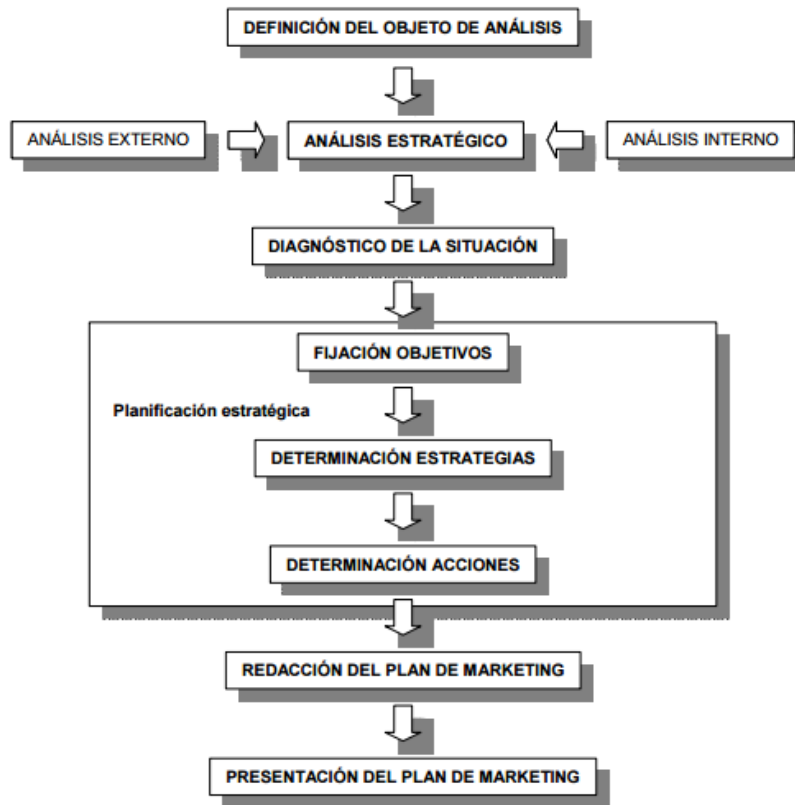 DEFINICIÓN DEL OBJETO DE ANÁLISIS
ANÁLISIS EXTERNO
ANÁLISIS ESTRATÉGICO
ANÁLISIS INTERNO
DIAGNÓSTICO DE LA SITUACIÓN
FIJACIÓN OBJETIVOS
Planificación estratégica
DETERMINACIÓN ESTRATEGIAS
DETERMINACIÓN ACCIONES
REDACCIÓN DEL PLAN DE MARKETING
PRESENTACIÓN DEL PLAN DE MARKETING